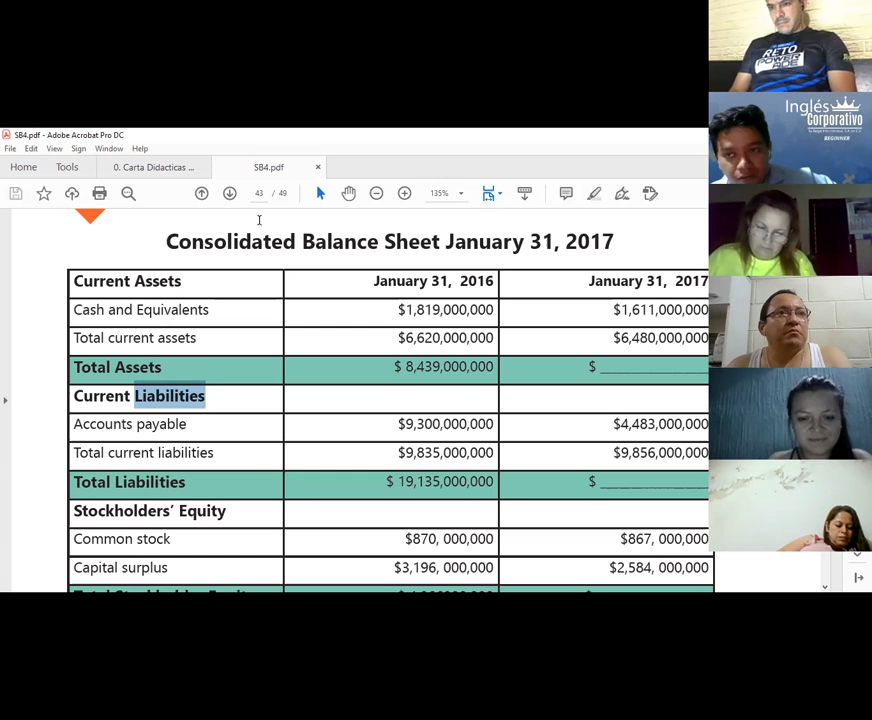 RETO
POWER
ADE
Inglés
Corporativo
BEGINNER
SB4.pdf - Adobe Acrobat Pro DC
File Edit View Sign Window Help
Home Tools 0. Carta Didacticas ... SB4.pdf ×
43 / 49 135%
Consolidated Balance Sheet January 31, 2017
Current Assets January 31, 2016 January 31, 2017
Cash and Equivalents $1,819,000,000 $1,611,000,000
Total current assets $6,620,000,000 $6,480,000,000
Total Assets $ 8,439,000,000 $ ______________
Current Liabilities
Accounts payable $9,300,000,000 $4,483,000,000
Total current liabilities $9,835,000,000 $9,856,000,000
Total Liabilities $ 19,135,000,000 $ ______________
Stockholders’ Equity
Common stock $870, 000,000 $867, 000,000
Capital surplus $3,196, 000,000 $2,584, 000,000